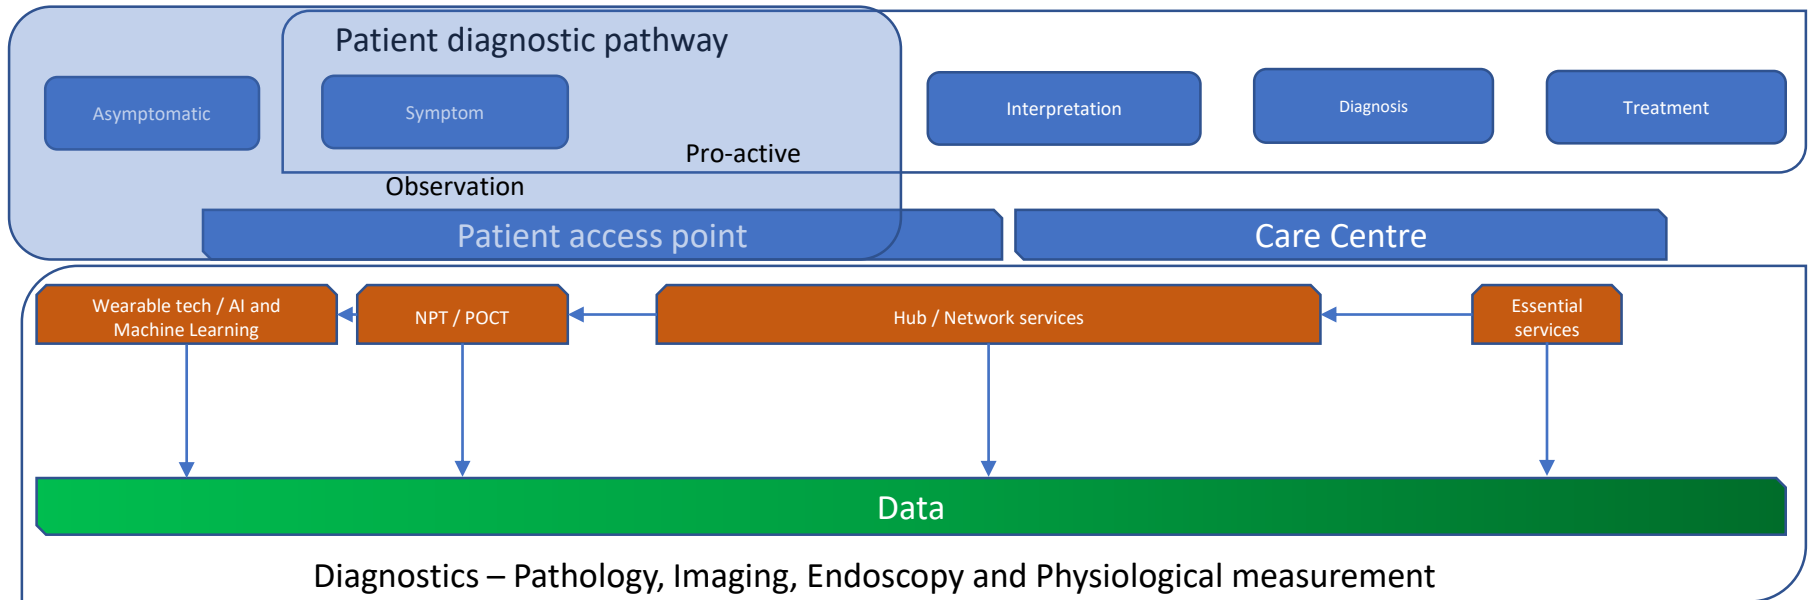 Patient diagnostic pathway
Asymptomatic
Symptom
Interpretation
Diagnosis
Treatment
Pro-active
Observation
Patient access point
Care Centre
Wearable tech / AI and
Machine Learning
NPT / POCT
Hub / Network services
Essential
services
Data
Diagnostics – Pathology, Imaging, Endoscopy and Physiological measurement